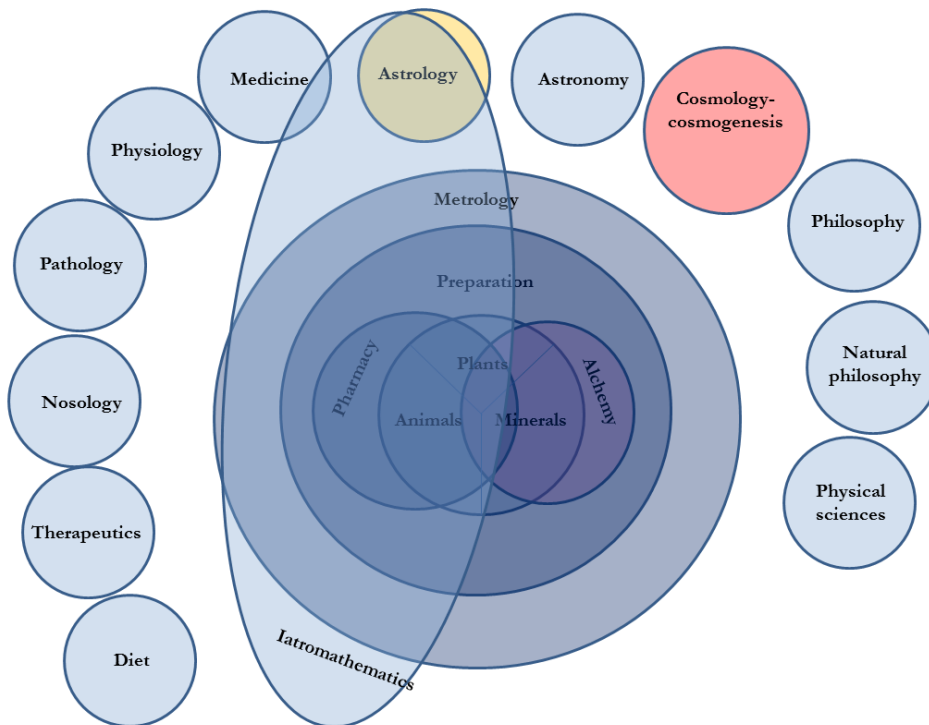 Medicine
Astrology
Astronomy
Cosmology-
cosmogenesis
Physiology
Metrology
Philosophy
Pathology
Preparation
Natural
philosophy
Pharmacy
Plants
Alchemy
Nosology
Animals
Minerals
Physical
sciences
Therapeutics
Diet
Iatromathematics